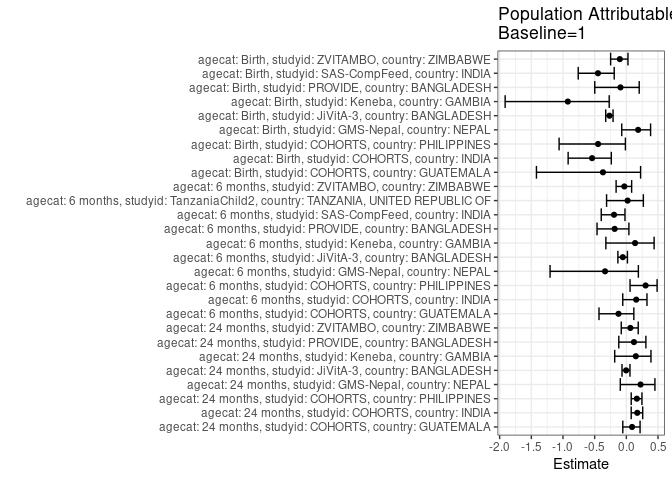 Population Attributable
Baseline=1
agecat: Birth, studyid: ZVITAMBO, country: ZIMBABWE
agecat: Birth, studyid: SAS-CompFeed, country: INDIA
agecat: Birth, studyid: PROVIDE, country: BANGLADESH
agecat: Birth, studyid: Keneba, country: GAMBIA
agecat: Birth, studyid: JiVitA-3, country: BANGLADESH
agecat: Birth, studyid: GMS-Nepal, country: NEPAL
agecat: Birth, studyid: COHORTS, country: PHILIPPINES
agecat: Birth, studyid: COHORTS, country: INDIA
agecat: Birth, studyid: COHORTS, country: GUATEMALA
agecat: 6 months, studyid: ZVITAMBO, country: ZIMBABWE
agecat: 6 months, studyid: TanzaniaChild2, country: TANZANIA, UNITED REPUBLIC OF
agecat: 6 months, studyid: SAS-CompFeed, country: INDIA
agecat: 6 months, studyid: PROVIDE, country: BANGLADESH
agecat: 6 months, studyid: Keneba, country: GAMBIA
agecat: 6 months, studyid: JiVitA-3, country: BANGLADESH
agecat: 6 months, studyid: GMS-Nepal, country: NEPAL
agecat: 6 months, studyid: COHORTS, country: PHILIPPINES
agecat: 6 months, studyid: COHORTS, country: INDIA
agecat: 6 months, studyid: COHORTS, country: GUATEMALA
agecat: 24 months, studyid: ZVITAMBO, country: ZIMBABWE
agecat: 24 months, studyid: PROVIDE, country: BANGLADESH
agecat: 24 months, studyid: Keneba, country: GAMBIA
agecat: 24 months, studyid: JiVitA-3, country: BANGLADESH
agecat: 24 months, studyid: GMS-Nepal, country: NEPAL
agecat: 24 months, studyid: COHORTS, country: PHILIPPINES
agecat: 24 months, studyid: COHORTS, country: INDIA
agecat: 24 months, studyid: COHORTS, country: GUATEMALA
-2.0 -1.5 -1.0 -0.5 0.0 0.5
Estimate